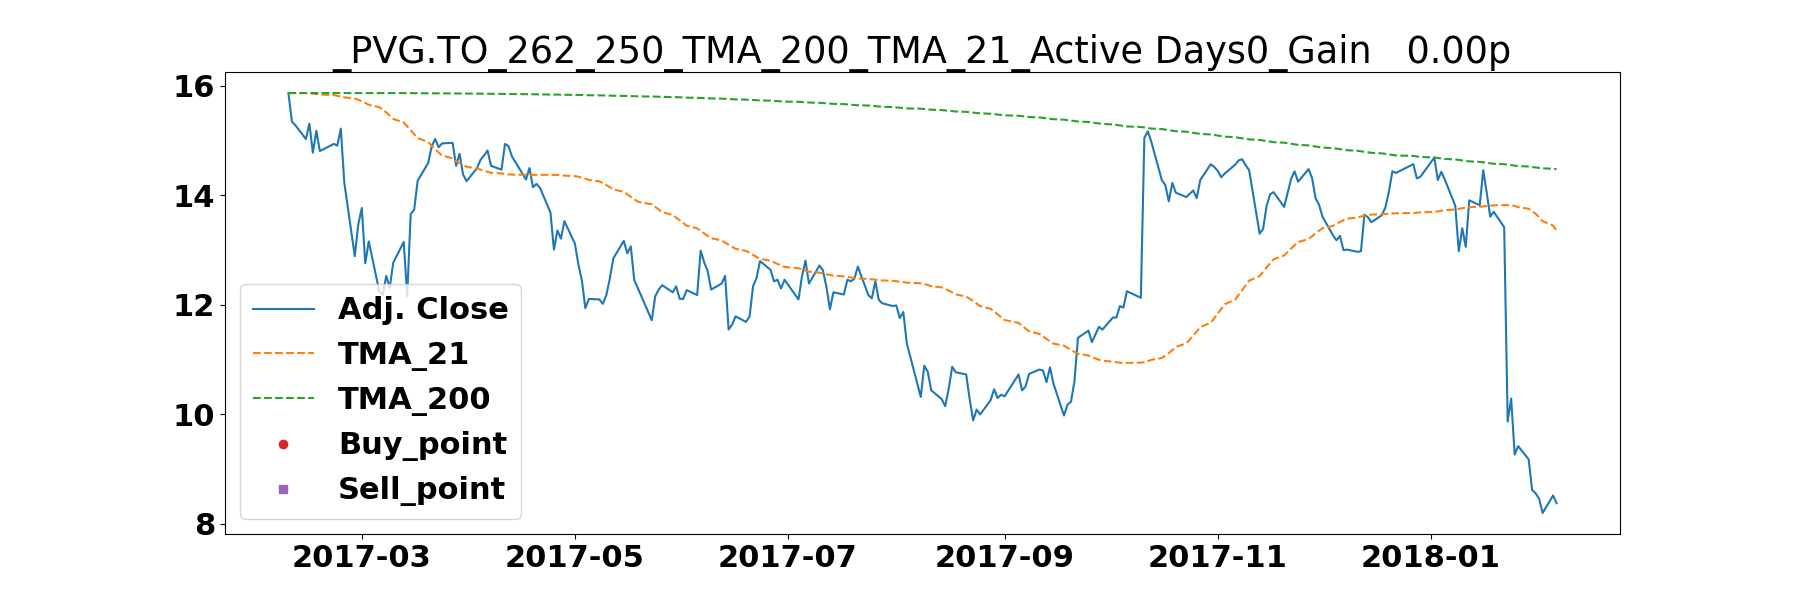 _PVG.TO_262_250_TMA_200_TMA_21_Active Days0_Gain   0.00p
16
14
12
10
8
Adj. Close
TMA_21
TMA_200
Buy_point
Sell_point
2017-03 2017-05 2017-07 2017-09 2017-11 2018-01